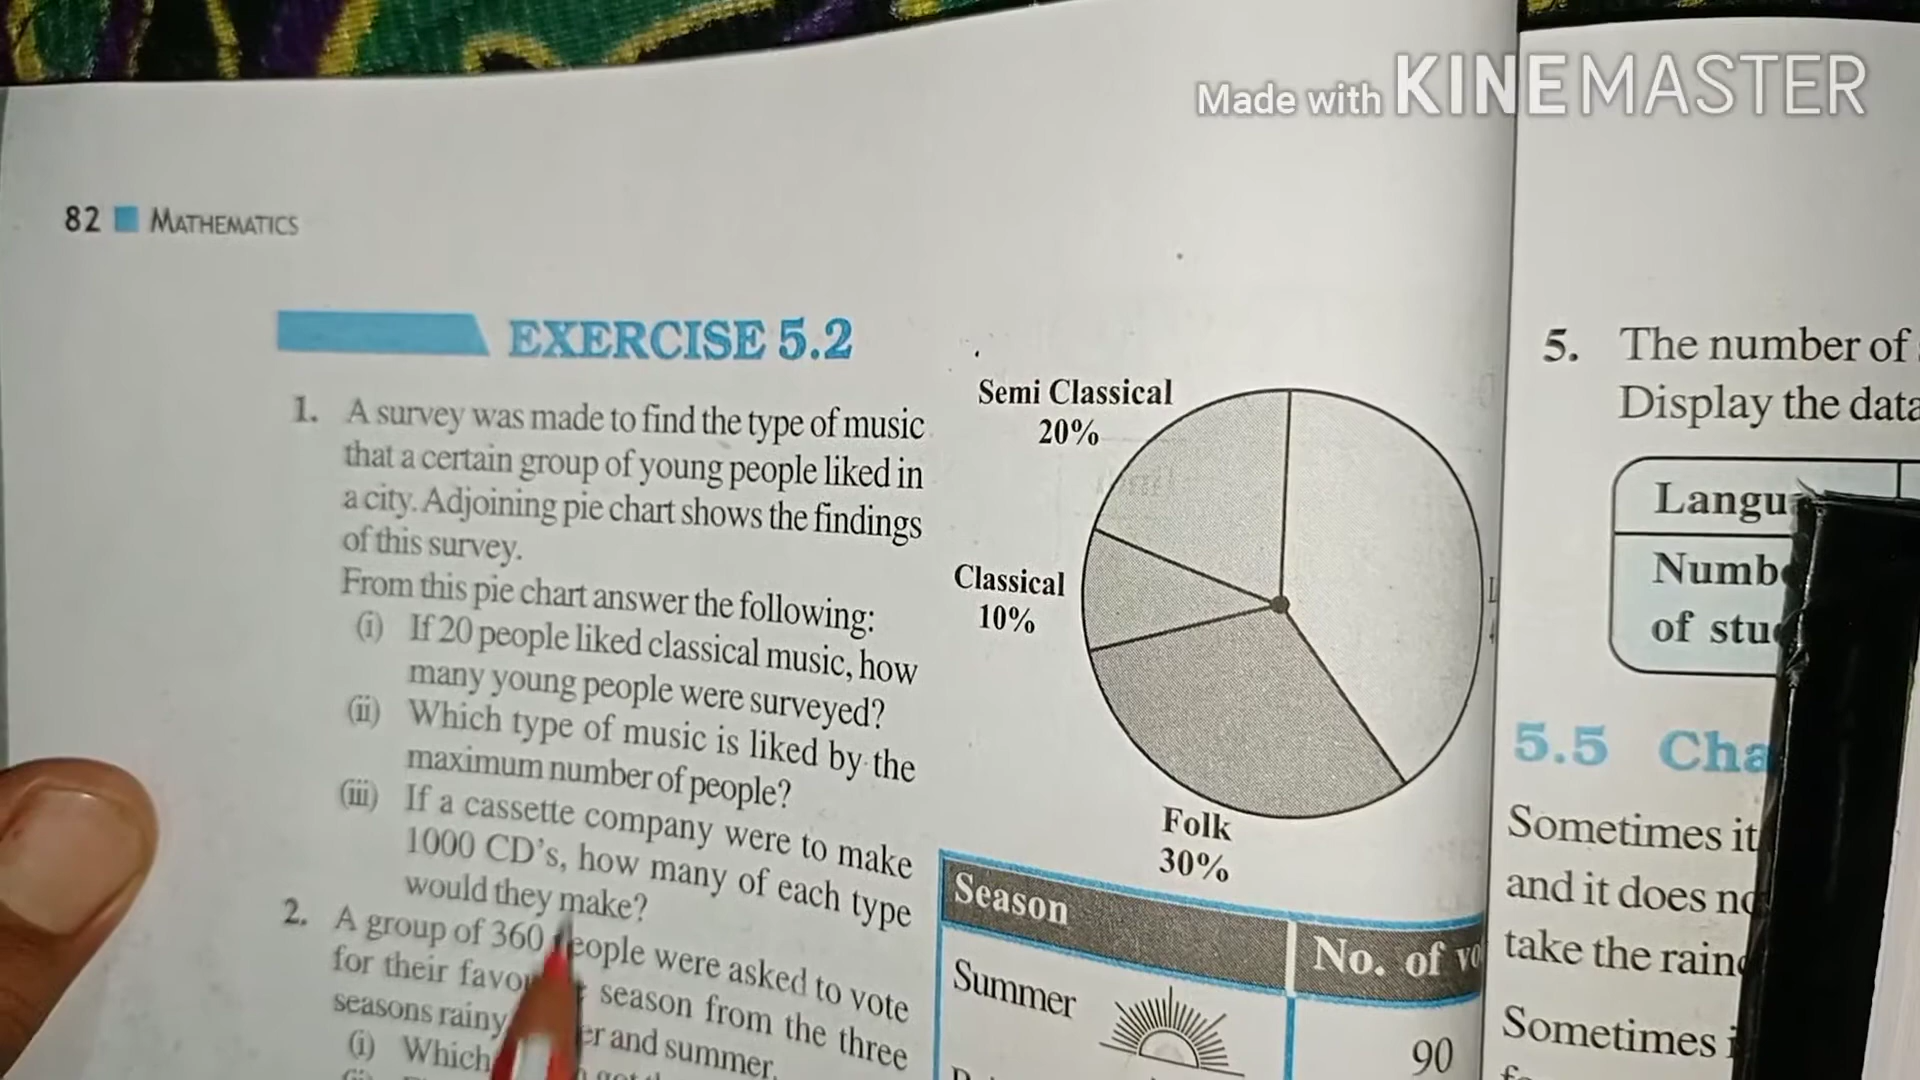 Made with KINEMASTER
82 MATHEMATICS
EXERCISE 5.2
1. A survey was made to find the type of music
that a certain group of young people liked in
a city. Adjoining pie chart shows the findings
of this survey.
From this pie chart answer the following:
(i) If 20 people liked classical music, how
many young people were surveyed?
(ii) Which type of music is liked by the
maximum number of people?
(iii) If a cassette company were to make
1000 CD's, how many of each type
would they make?
2. A group of 360 people were asked to vote
for their season from the three
seasons rainy and summer.
(i) Which
Semi Classical
20%
Classical
10%
Folk
30%
Season
No. of
Summer
90
5. The number of
Display the data
of
5.5
Sometimes it
and it does
take the
Sometimes